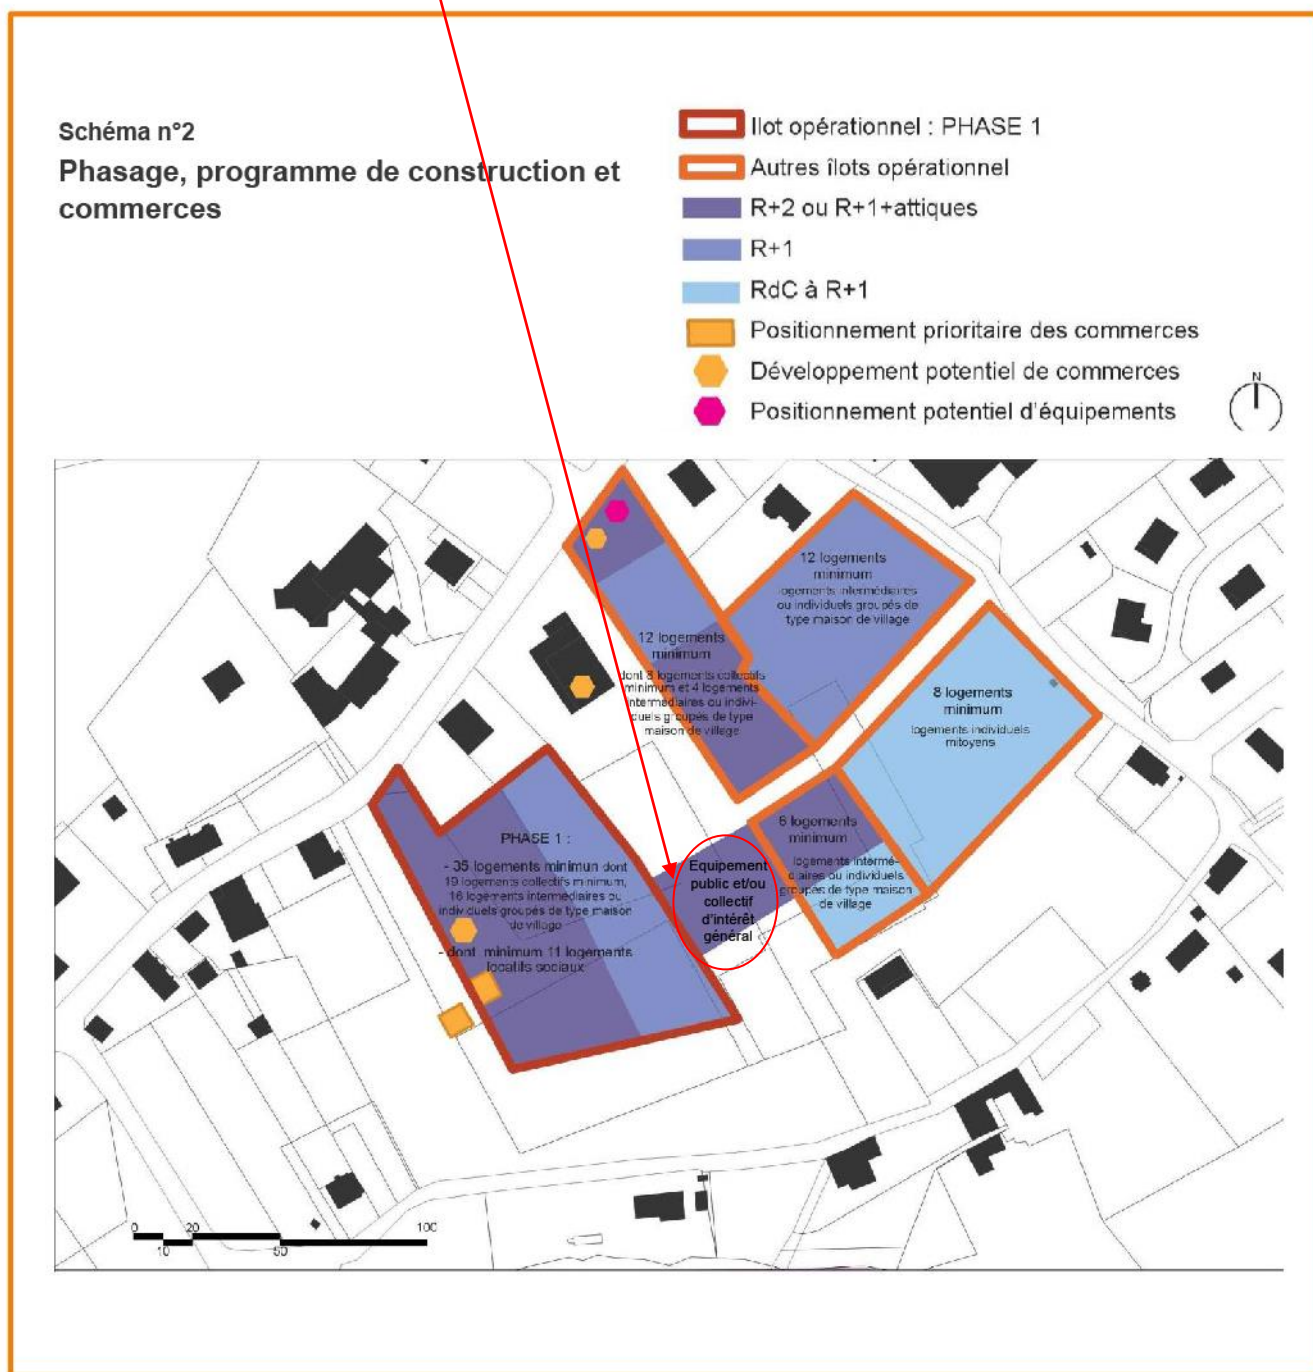 Schéma n°2
Phasage, programme de construction et
commerces
Ilot opérationnel : PHASE 1
Autres îlots opérationnel
R+2 ou R+1+attiques
R+1
RdC à R+1
Positionnement prioritaire des commerces
Développement potentiel de commerces
Positionnement potentiel d'équipements
N
12 logements
minimum
logements intermédiaires
ou individuels groupés de
type maison de village
12 logements
minimum
dont 8 logements collectifs
minimum et 4 logements
intermédiaires ou indivi-
duels groupés de type
maison de village
8 logements
minimum
logements individuels
mitoyens
6 logements
minimum
logements intermé-
diaires ou individuels
groupés de type maison
de village
Equipement
public et/ou
collectif
d'intérêt
général
PHASE 1 :
- 35 logements minimun dont
19 logements collectifs minimum,
16 logements intermédiaires ou
individuels groupés de type maison
de village
- dont minimum 11 logements
locatifs sociaux
0 20 100
10 50